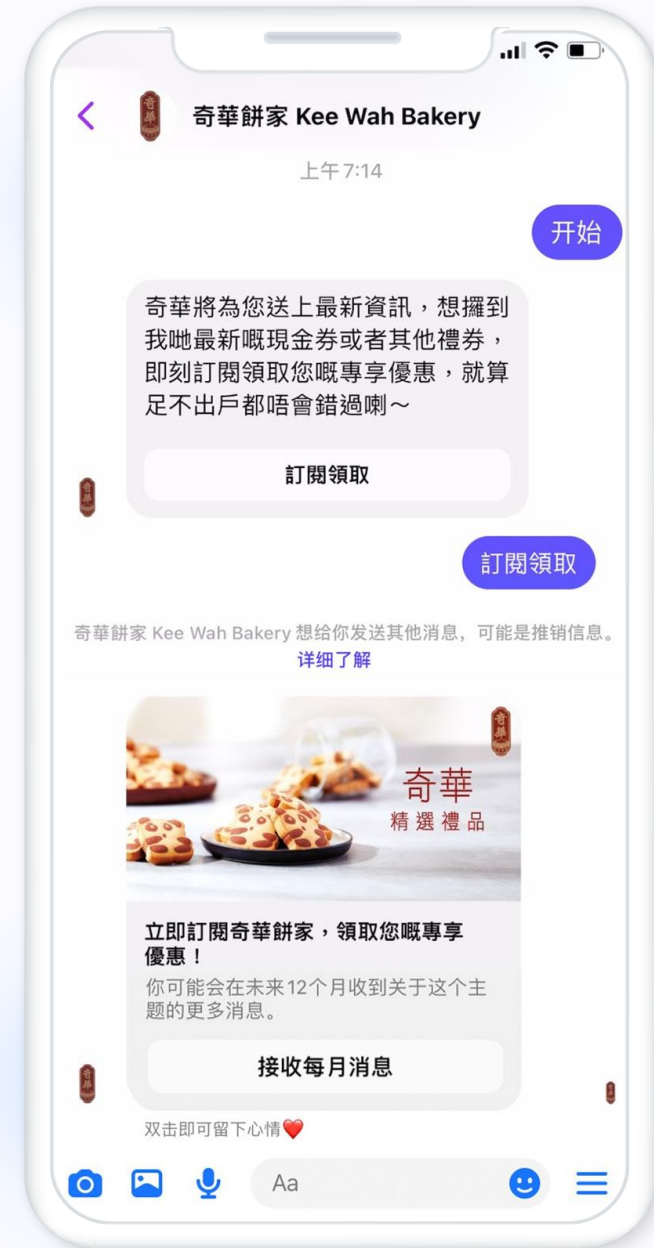 奇華餅家 Kee Wah Bakery
上午 7:14
开始
奇華將為您送上最新資訊，想攞到
我哋最新嘅現金券或者其他禮券，
即刻訂閱領取您嘅專享優惠，就算
足不出戶都唔會錯過喇～
訂閱領取
訂閱領取
奇華餅家 Kee Wah Bakery 想给你发送其他消息，可能是推销信息。
详细了解
奇華
奇華
精選禮品
立即訂閱奇華餅家，領取您嘅專享
優惠！
你可能会在未来12个月收到关于这个主
题的更多消息。
接收每月消息
双击即可留下心情❤️
Aa